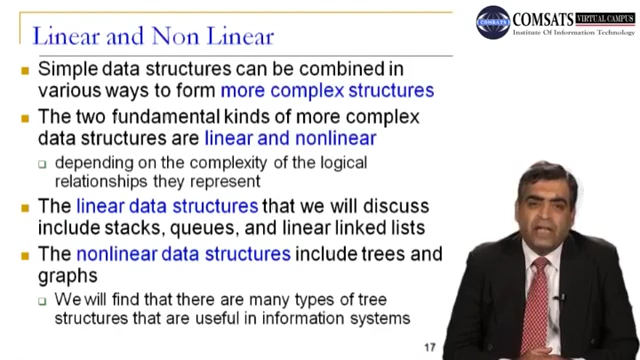 Linear and Non Linear
COMSATS VIRTUAL CAMPUS
Institute Of Information Technology
Simple data structures can be combined in
various ways to form more complex structures
The two fundamental kinds of more complex
data structures are linear and nonlinear
depending on the complexity of the logical
relationships they represent
The linear data structures that we will discuss
include stacks, queues, and linear linked lists
The nonlinear data structures include trees and
graphs
We will find that there are many types of tree
structures that are useful in information systems
17